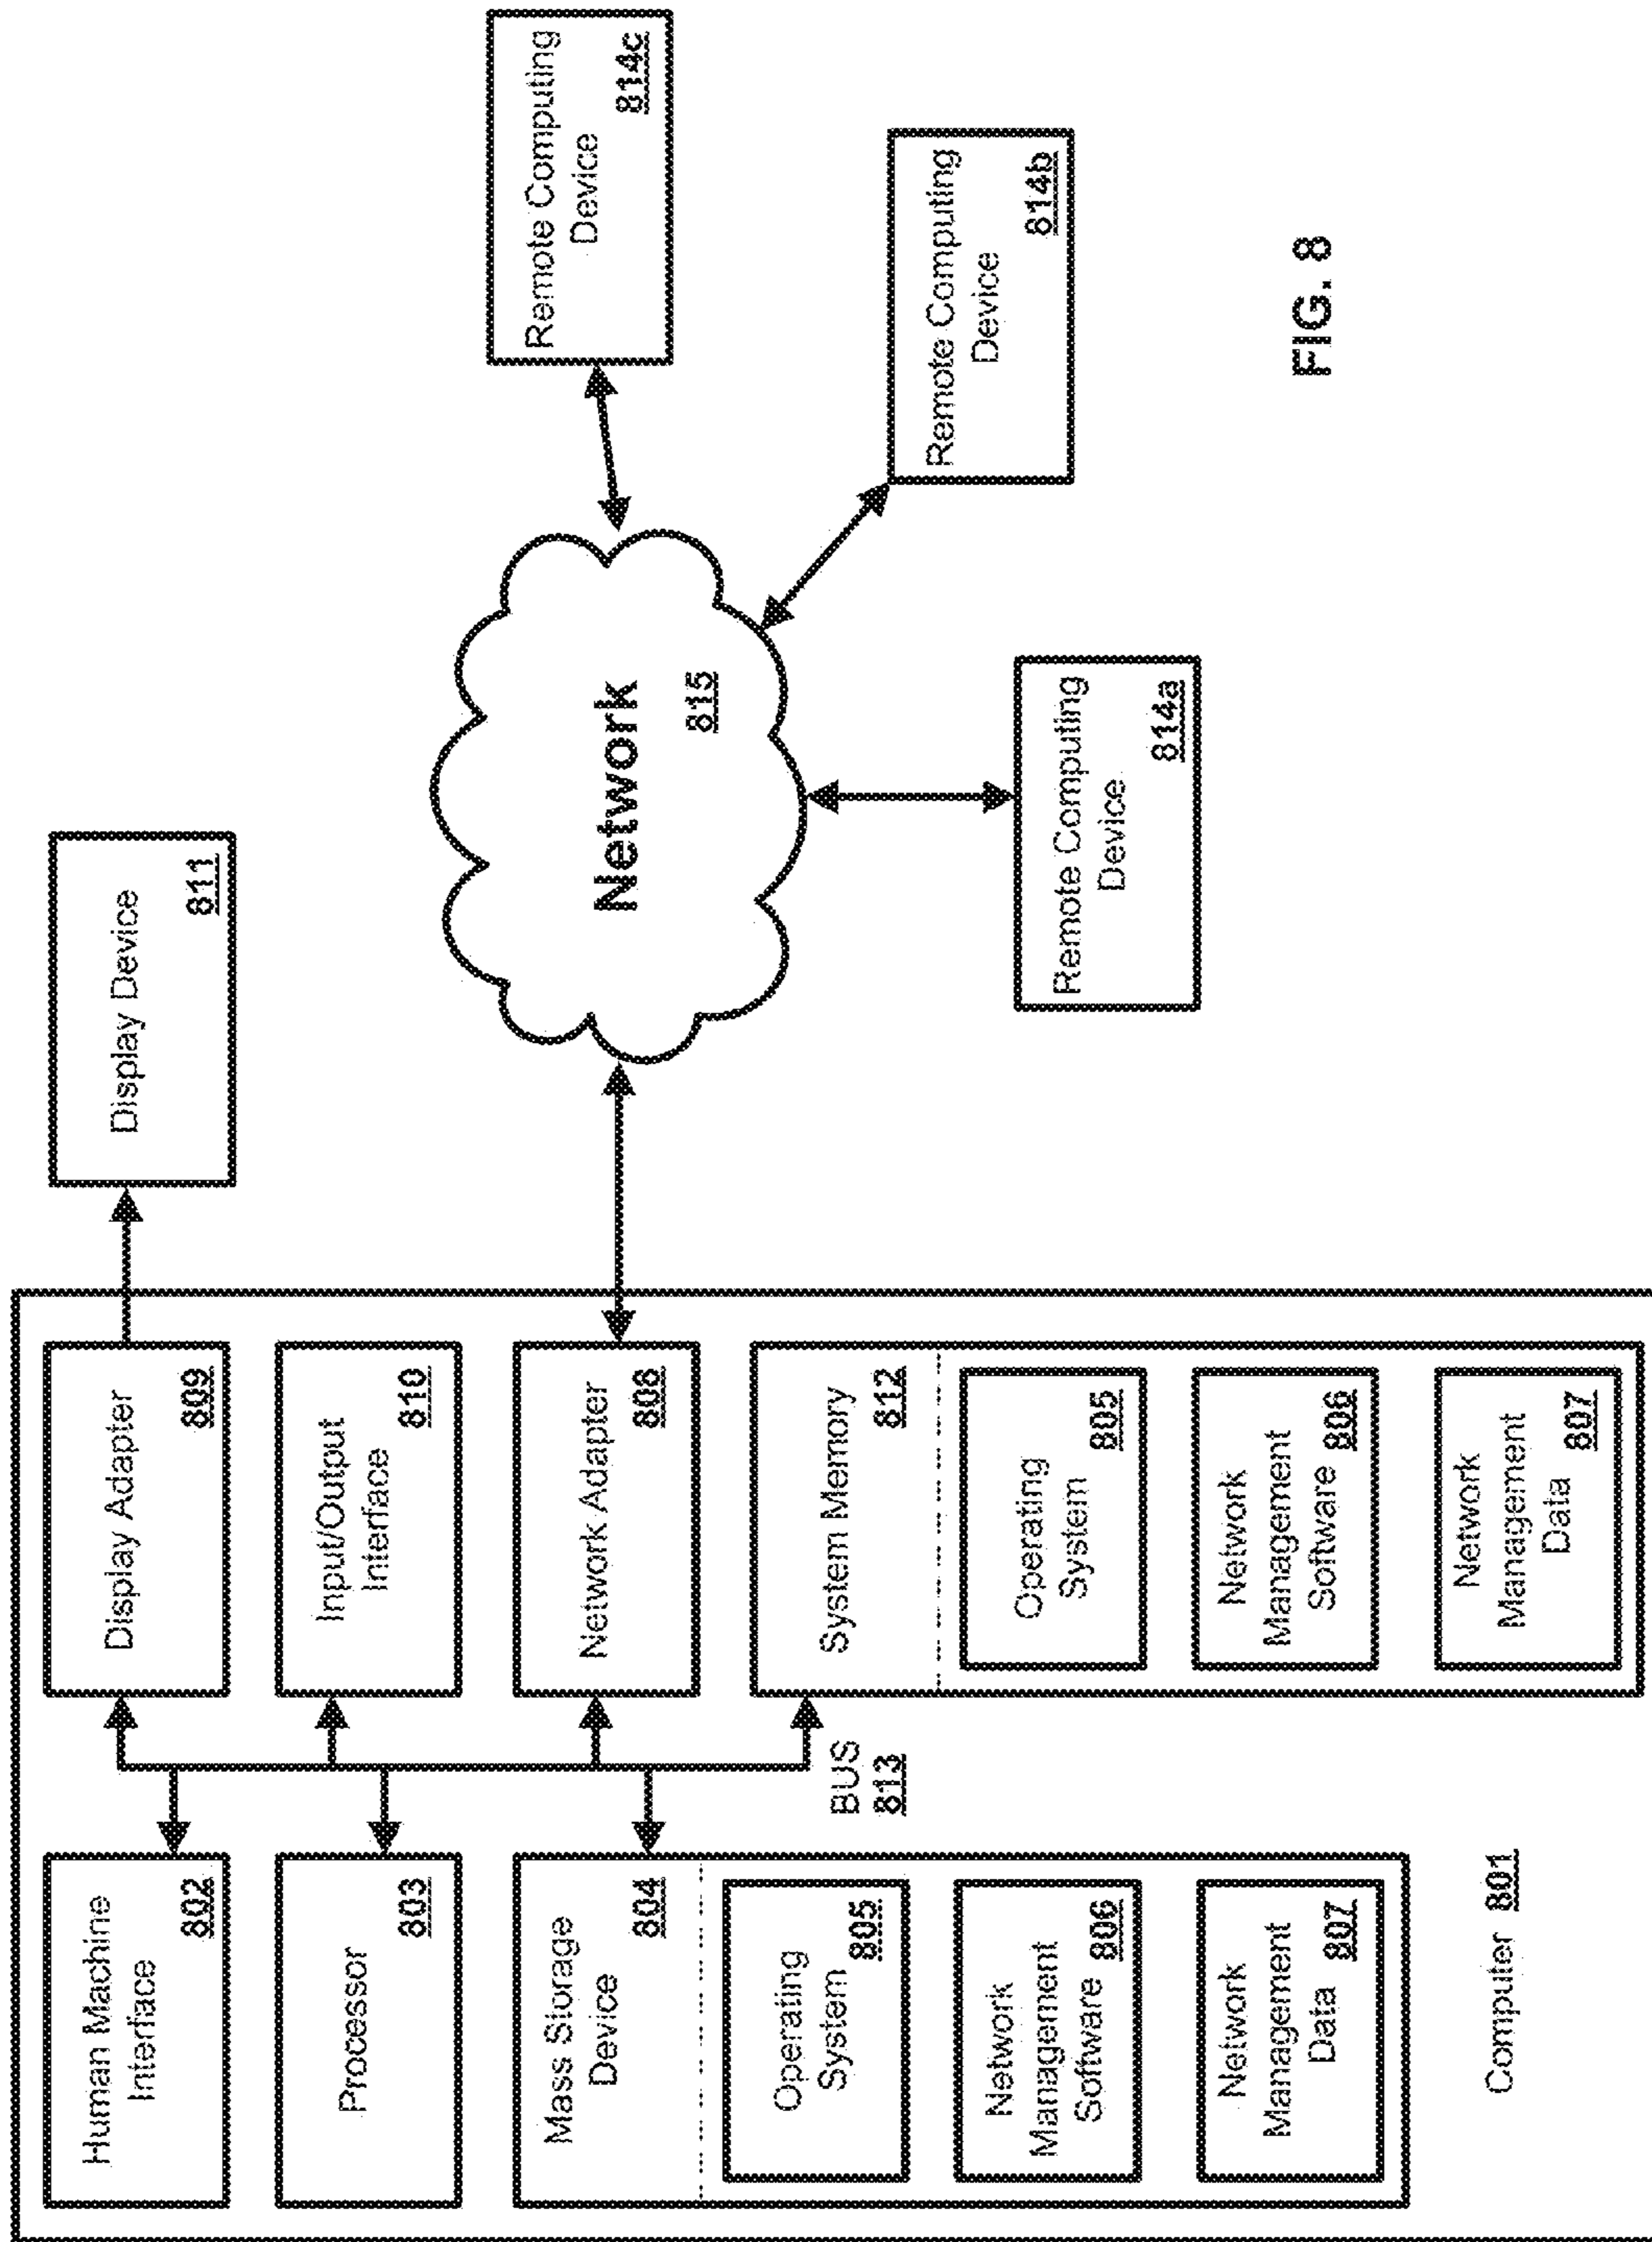 Human Machine
Interface
802
Processor
803
Mass Storage
Device
804
Operating
System
805
Network
Management
Software 806
Network
Management
Data 807
Computer 801
BUS
813
Display Adapter
809
Input/Output
Interface
810
Network Adapter
808
System Memory
812
Operating
System
805
Network
Management
Software 806
Network
Management
Data 807
Display Device
811
Network
815
Remote Computing
Device
814a
Remote Computing
Device
814b
Remote Computing
Device
814c
FIG. 8